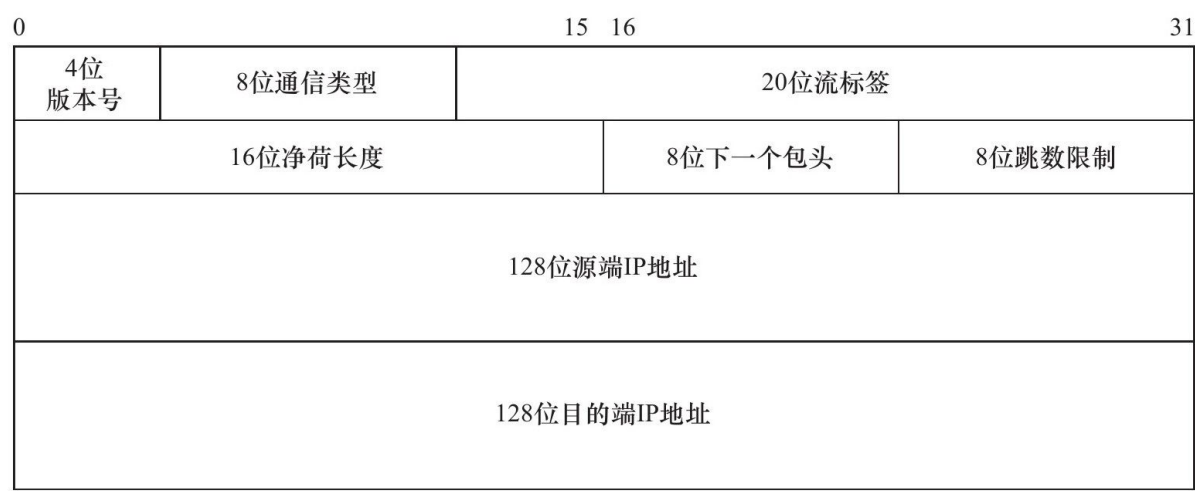 0 15 16 31
4位
版本号
8位通信类型
20位流标签
16位净荷长度
8位下一个包头
8位跳数限制
128位源端IP地址
128位目的端IP地址